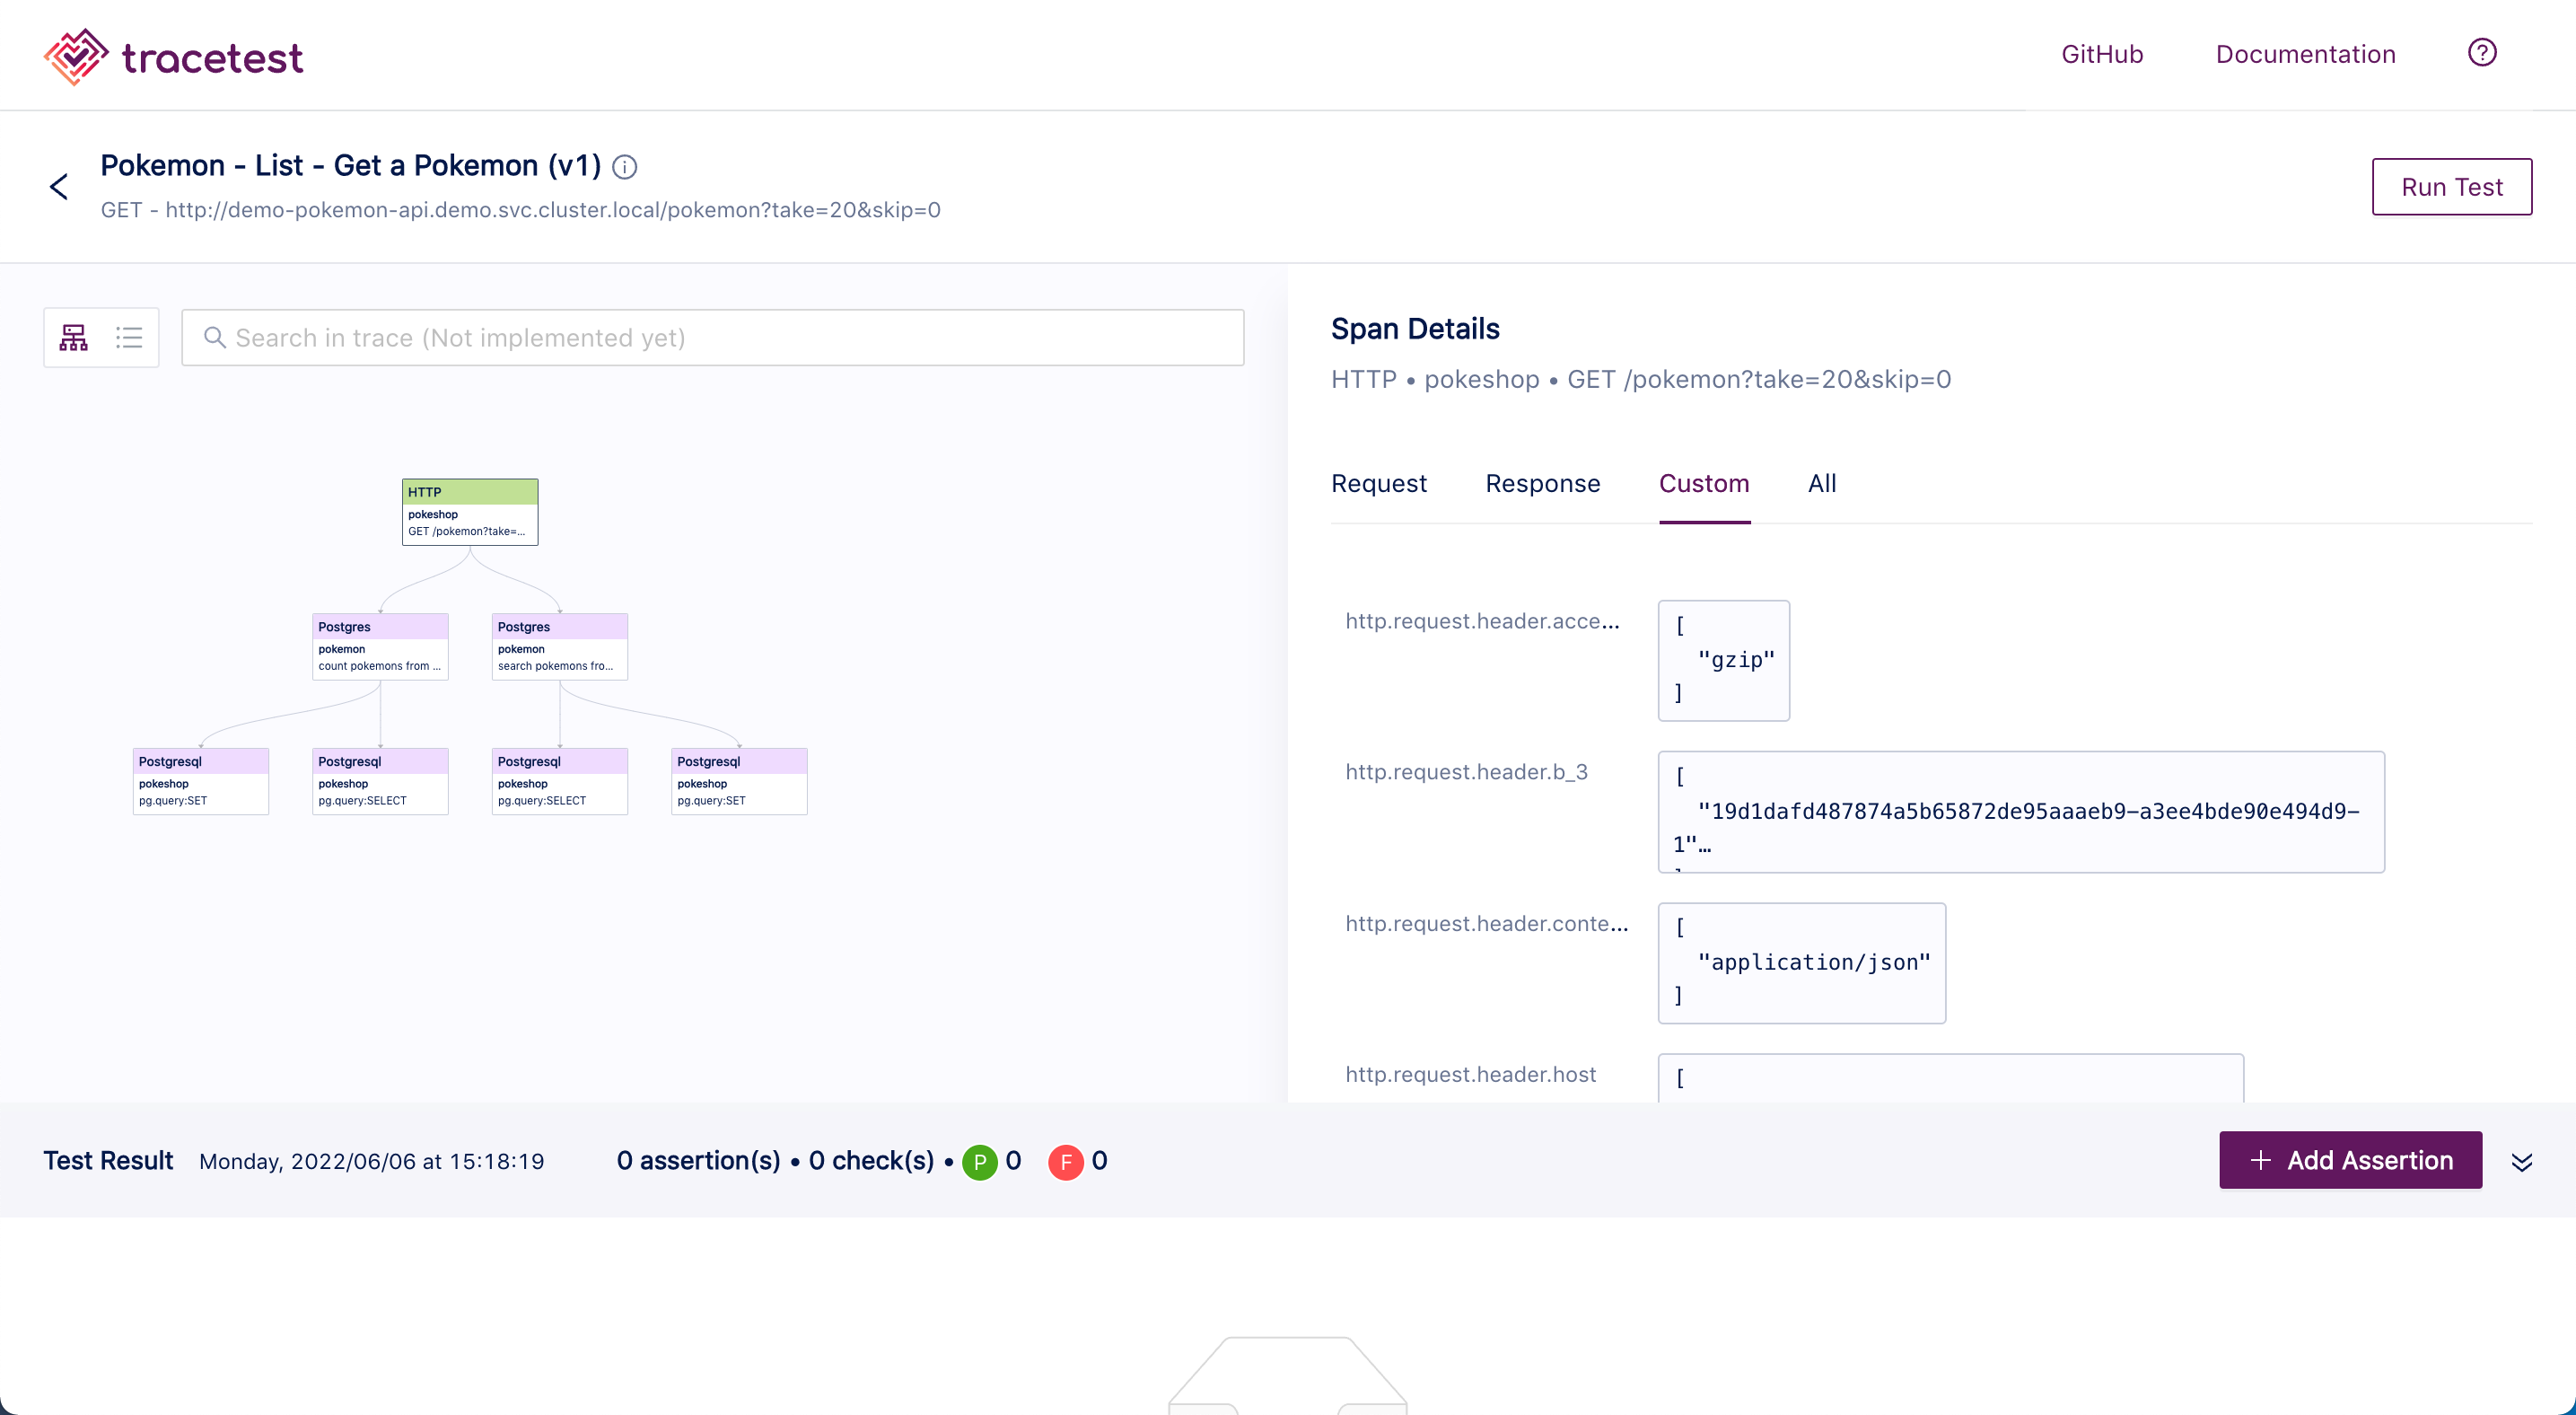 tracetest
GitHub
Documentation
Pokemon - List - Get a Pokemon (v1)
GET - http://demo-pokemon-api.demo.svc.cluster.local/pokemon?take=20&skip=0
Run Test
Search in trace (Not implemented yet)
HTTP
pokeshop
GET /pokemon?take=...
Postgres
pokemon
count pokemons from ...
Postgres
pokemon
search pokemons fro...
Postgresql
pokeshop
pg.query:SET
Postgresql
pokeshop
pg.query:SELECT
Postgresql
pokeshop
pg.query:SELECT
Postgresql
pokeshop
pg.query:SET
Span Details
HTTP • pokeshop • GET /pokemon?take=20&skip=0
Request
Response
Custom
All
http.request.header.acce...
[
"gzip"
]
http.request.header.b_3
[
"19d1dafd487874a5b65872de95aaaeb9-a3ee4bde90e494d9-
1"…
http.request.header.conte...
[
"application/json"
]
http.request.header.host
[
Test Result
Monday, 2022/06/06 at 15:18:19
0 assertion(s) • 0 check(s) • P 0 F 0
+ Add Assertion